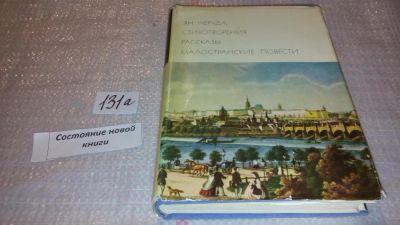 ЯН НЕРУДА
СТИХОТВОРЕНИЯ
РАССКАЗЫ
МАЛОСТРАНСКИЕ ПОВЕСТИ
131а
Состояние новой
книги